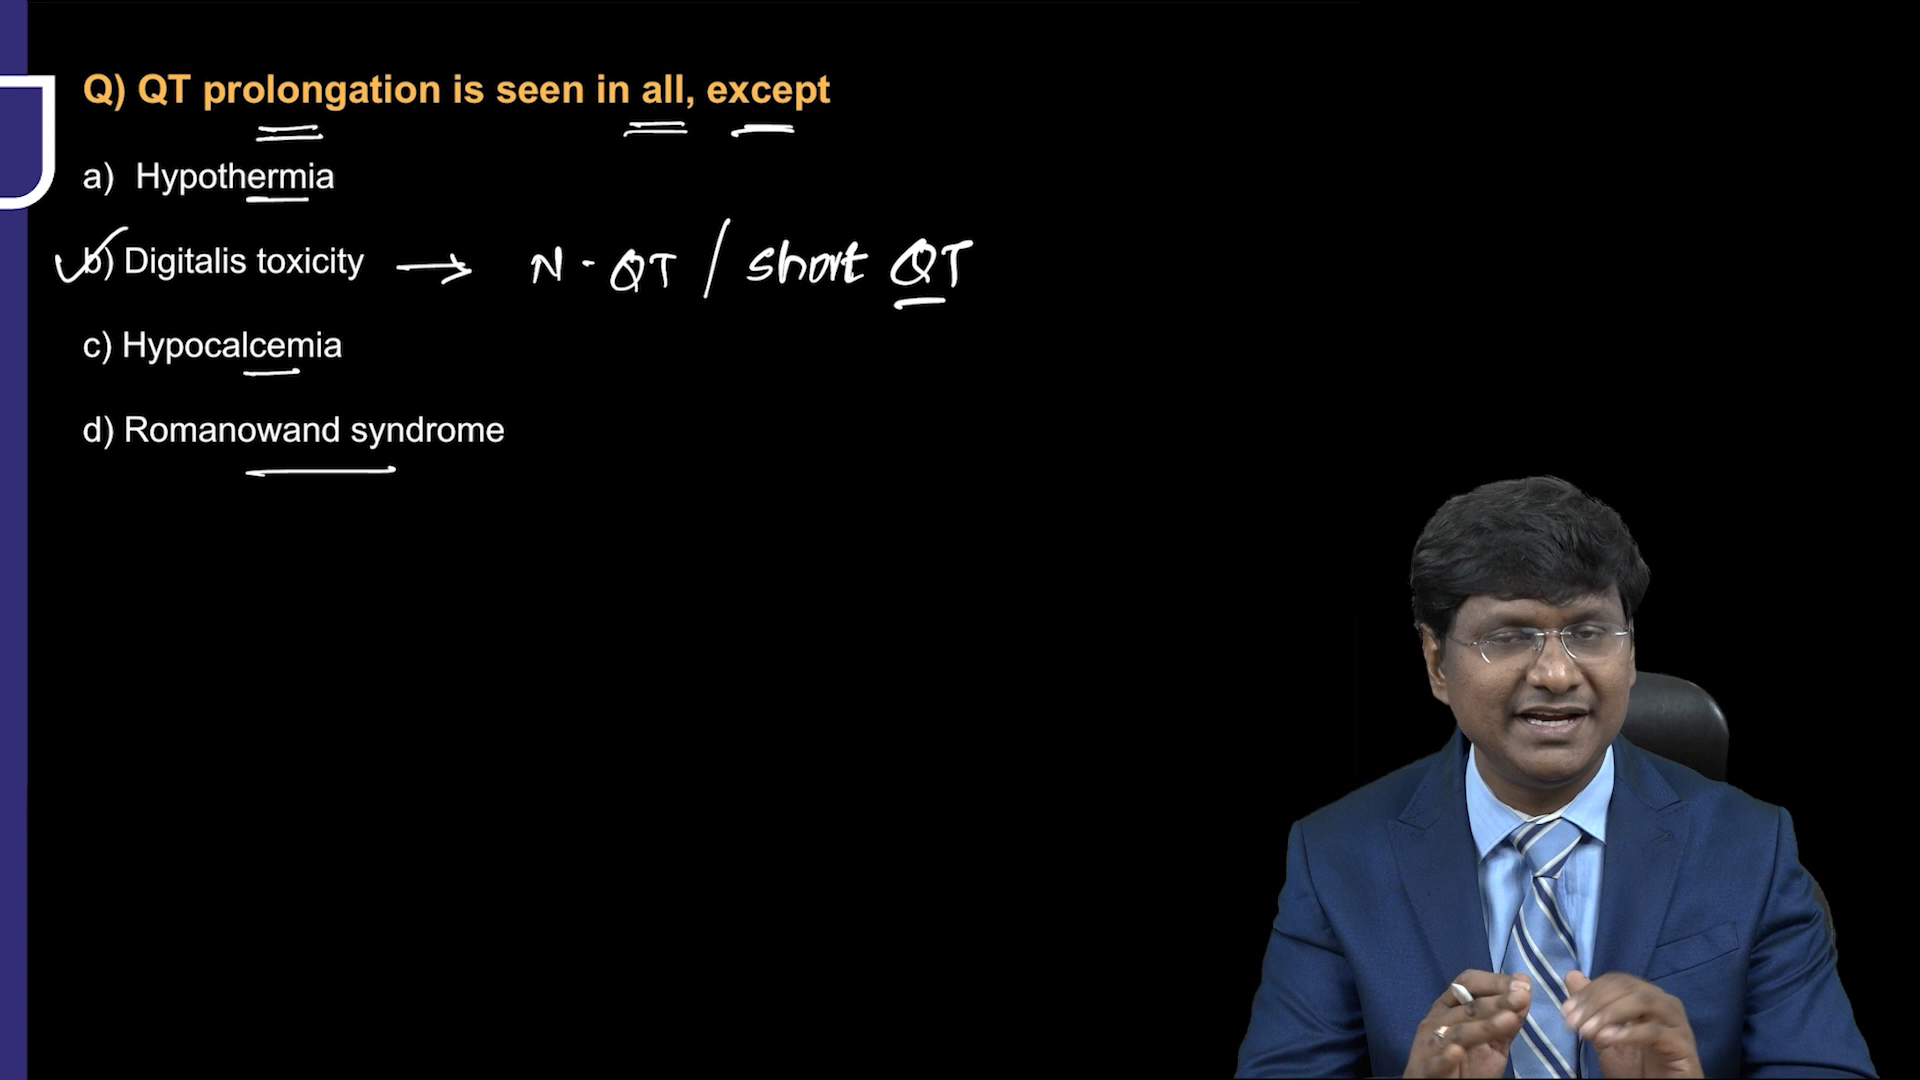 Q) QT prolongation is seen in all, except
a) Hypothermia
b) Digitalis toxicity → N - QT / short QT
c) Hypocalcemia
d) Romanowand syndrome